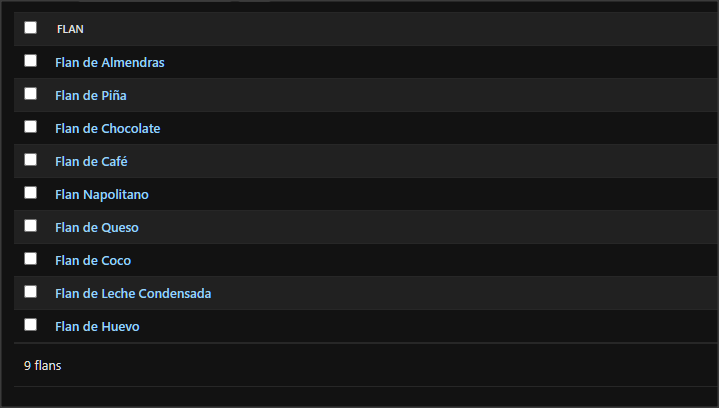 FLAN
Flan de Almendras
Flan de Piña
Flan de Chocolate
Flan de Café
Flan Napolitano
Flan de Queso
Flan de Coco
Flan de Leche Condensada
Flan de Huevo
9 flans